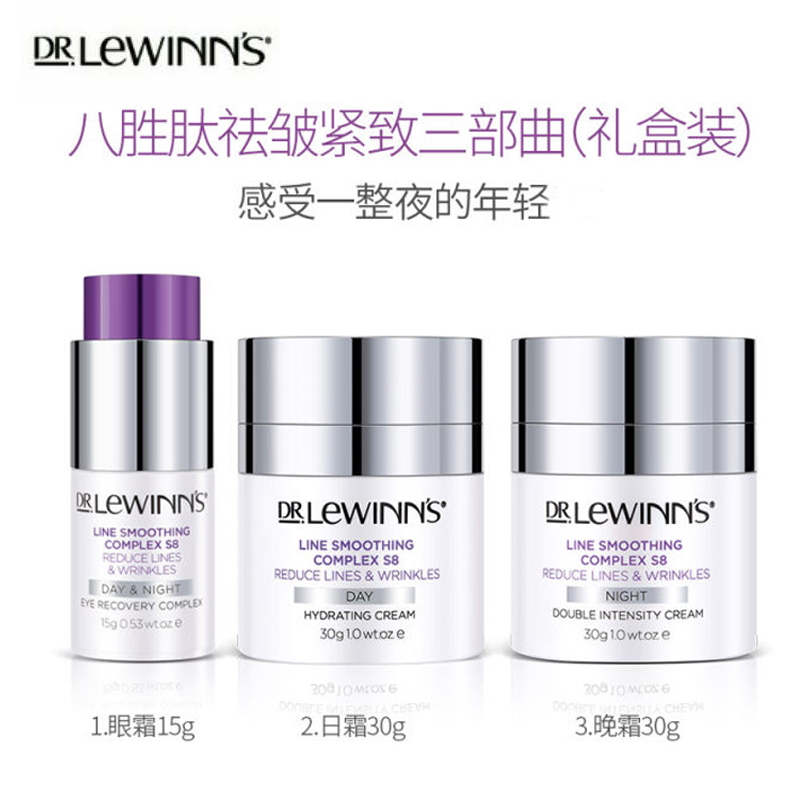 DR.LEWINN'S®
八胜肽祛皱紧致三部曲(礼盒装)
感受一整夜的年轻
DR.LEWINN'S®
LINE SMOOTHING
COMPLEX S8
REDUCE LINES
& WRINKLES
DAY & NIGHT
EYE RECOVERY COMPLEX
15g 0.53 wt.oz e
DR.LEWINN'S®
LINE SMOOTHING
COMPLEX S8
REDUCE LINES & WRINKLES
DAY
HYDRATING CREAM
30g 1.0 wt.oz e
DR.LEWINN'S®
LINE SMOOTHING
COMPLEX S8
REDUCE LINES & WRINKLES
NIGHT
DOUBLE INTENSITY CREAM
30g 1.0 wt.oz e
1.眼霜15g
2.日霜30g
3.晚霜30g